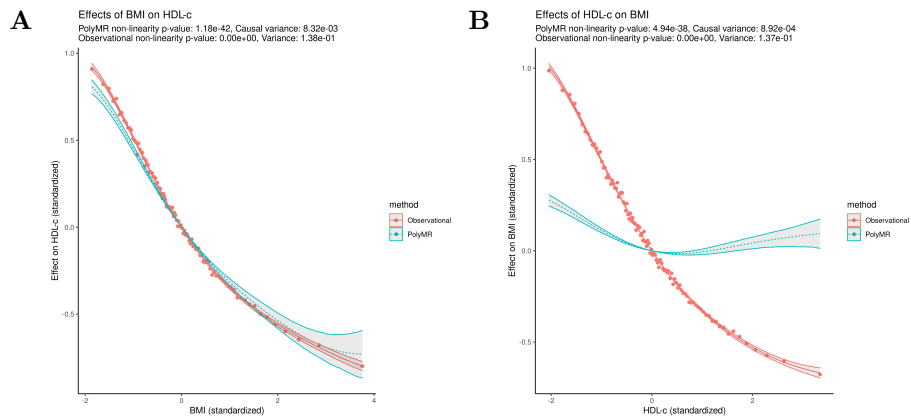 A
Effects of BMI on HDL-c
PolyMR non-linearity p-value: 1.18e-42, Causal variance: 8.32e-03
Observational non-linearity p-value: 0.00e+00, Variance: 1.38e-01
1.0
0.5
0.0
-0.5
Effect on HDL-c (standardized)
-2
0
2
4
BMI (standardized)
method
Observational
PolyMR
B
Effects of HDL-c on BMI
PolyMR non-linearity p-value: 4.94e-38, Causal variance: 8.92e-04
Observational non-linearity p-value: 0.00e+00, Variance: 1.37e-01
1.0
0.5
0.0
-0.5
Effect on BMI (standardized)
-2
0
2
HDL-c (standardized)
method
Observational
PolyMR